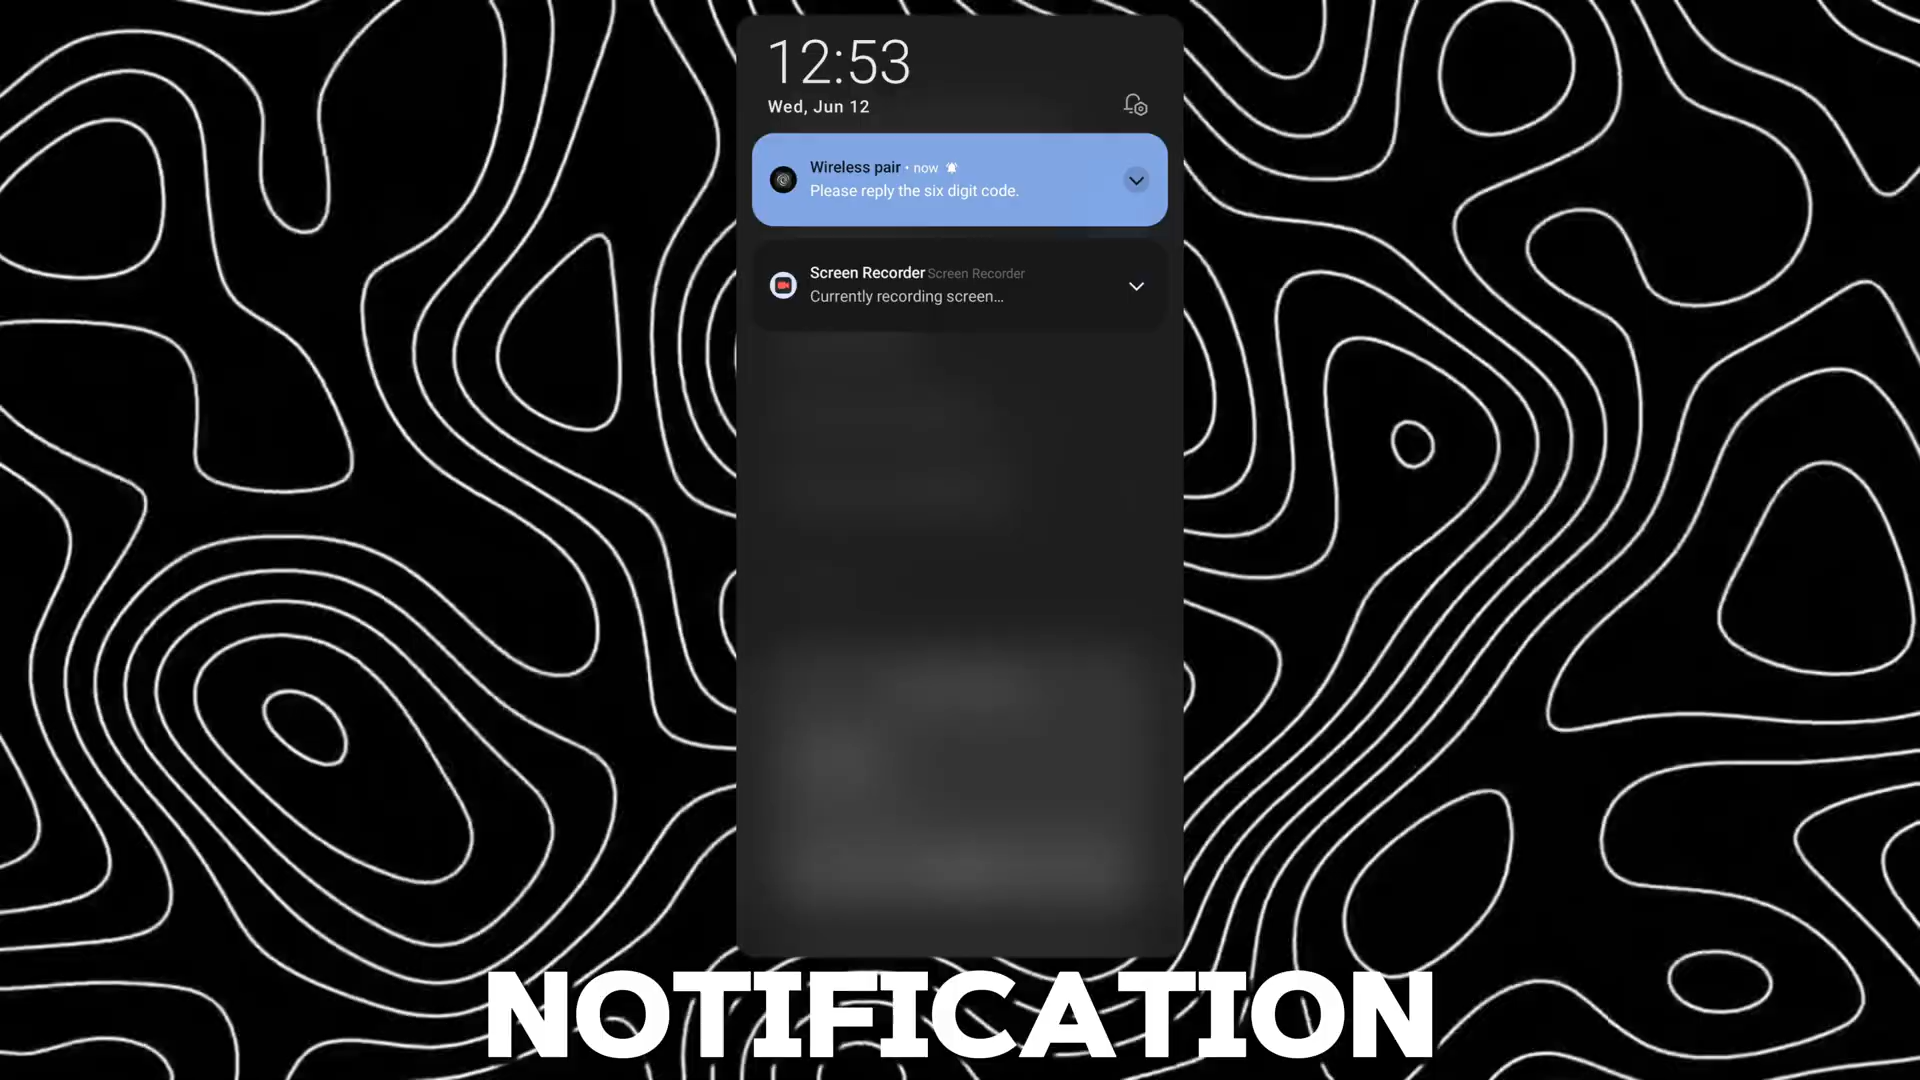 12:53
Wed, Jun 12
Wireless pair • now
Please reply the six digit code.
Screen Recorder Screen Recorder
Currently recording screen...
NOTIFICATION